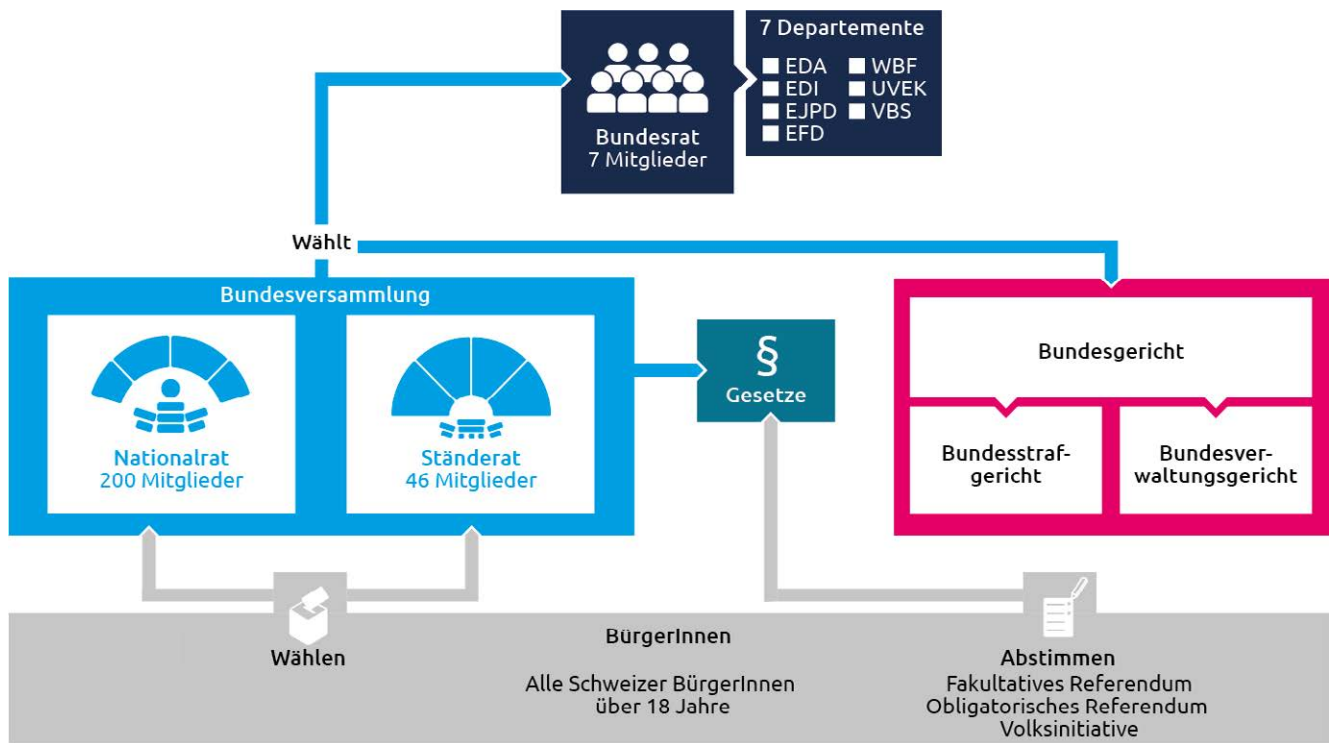 7 Departemente
EDA
WBF
EDI
UVEK
EJPD
VBS
EFD
Bundesrat
7 Mitglieder
Wählt
Bundesversammlung
Nationalrat
200 Mitglieder
Ständerat
46 Mitglieder
§
Gesetze
Bundesgericht
Bundesstraf-
gericht
Bundesver-
waltungsgericht
Wählen
BürgerInnen
Alle Schweizer BürgerInnen
über 18 Jahre
Abstimmen
Fakultatives Referendum
Obligatorisches Referendum
Volksinitiative